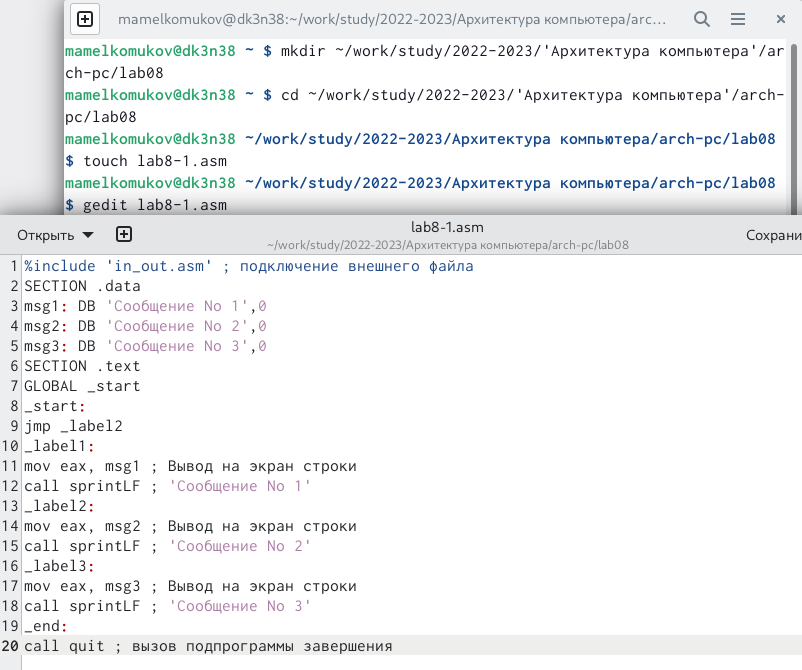 mamelkomukov@dk3n38:~/work/study/2022-2023/Архитектура компьютера/arc...
mamelkomukov@dk3n38 ~ $ mkdir ~/work/study/2022-2023/'Архитектура компьютера'/ar
ch-pc/lab08
mamelkomukov@dk3n38 ~ $ cd ~/work/study/2022-2023/'Архитектура компьютера'/arch-
pc/lab08
mamelkomukov@dk3n38 ~/work/study/2022-2023/Архитектура компьютера/arch-pc/lab08
$ touch lab8-1.asm
mamelkomukov@dk3n38 ~/work/study/2022-2023/Архитектура компьютера/arch-pc/lab08
$ gedit lab8-1.asm
Открыть
lab8-1.asm
~/work/study/2022-2023/Архитектура компьютера/arch-pc/lab08
Сохрани
1 %include 'in_out.asm' ; подключение внешнего файла
2 SECTION .data
3 msg1: DB 'Сообщение No 1',0
4 msg2: DB 'Сообщение No 2',0
5 msg3: DB 'Сообщение No 3',0
6 SECTION .text
7 GLOBAL _start
8 _start:
9 jmp _label2
10 _label1:
11 mov eax, msg1 ; Вывод на экран строки
12 call sprintLF ; 'Сообщение No 1'
13 _label2:
14 mov eax, msg2 ; Вывод на экран строки
15 call sprintLF ; 'Сообщение No 2'
16 _label3:
17 mov eax, msg3 ; Вывод на экран строки
18 call sprintLF ; 'Сообщение No 3'
19 _end:
20 call quit ; вызов подпрограммы завершения